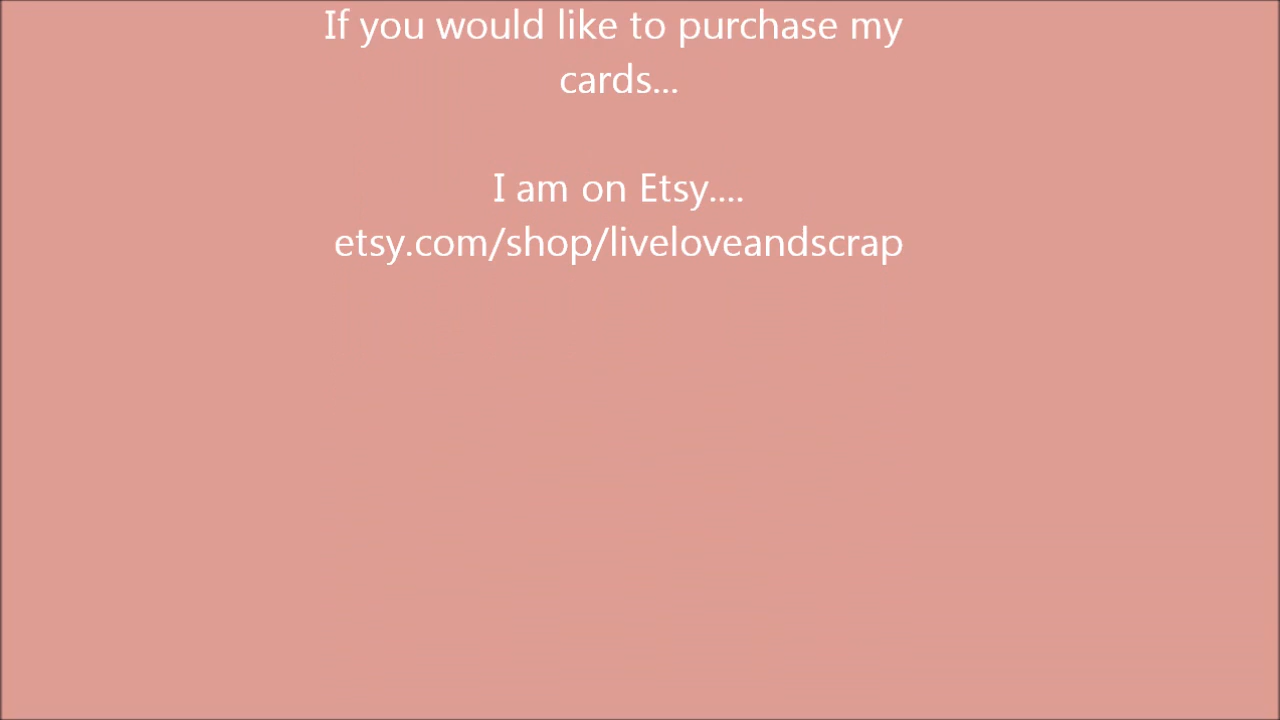 If you would like to purchase my
cards...
I am on Etsy....
etsy.com/shop/liveloveandscrap